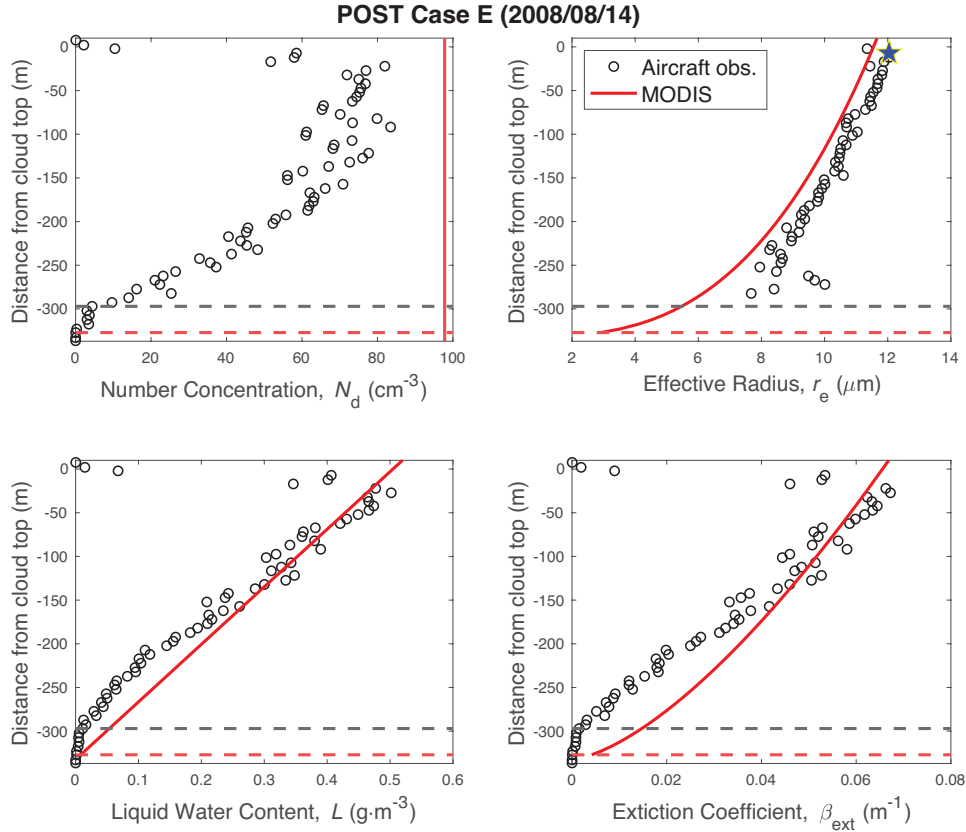 POST Case E (2008/08/14)
0
-50
-100
-150
-200
-250
-300
Distance from cloud top (m)
0 20 40 60 80 100
Number Concentration, N_d (cm^-3)
Aircraft obs.
MODIS
0
-50
-100
-150
-200
-250
-300
Distance from cloud top (m)
2 4 6 8 10 12 14
Effective Radius, r_e (μm)
0
-50
-100
-150
-200
-250
-300
Distance from cloud top (m)
0 0.1 0.2 0.3 0.4 0.5 0.6
Liquid Water Content, L (g·m^-3)
0
-50
-100
-150
-200
-250
-300
Distance from cloud top (m)
0 0.02 0.04 0.06 0.08
Extiction Coefficient, β_ext (m^-1)